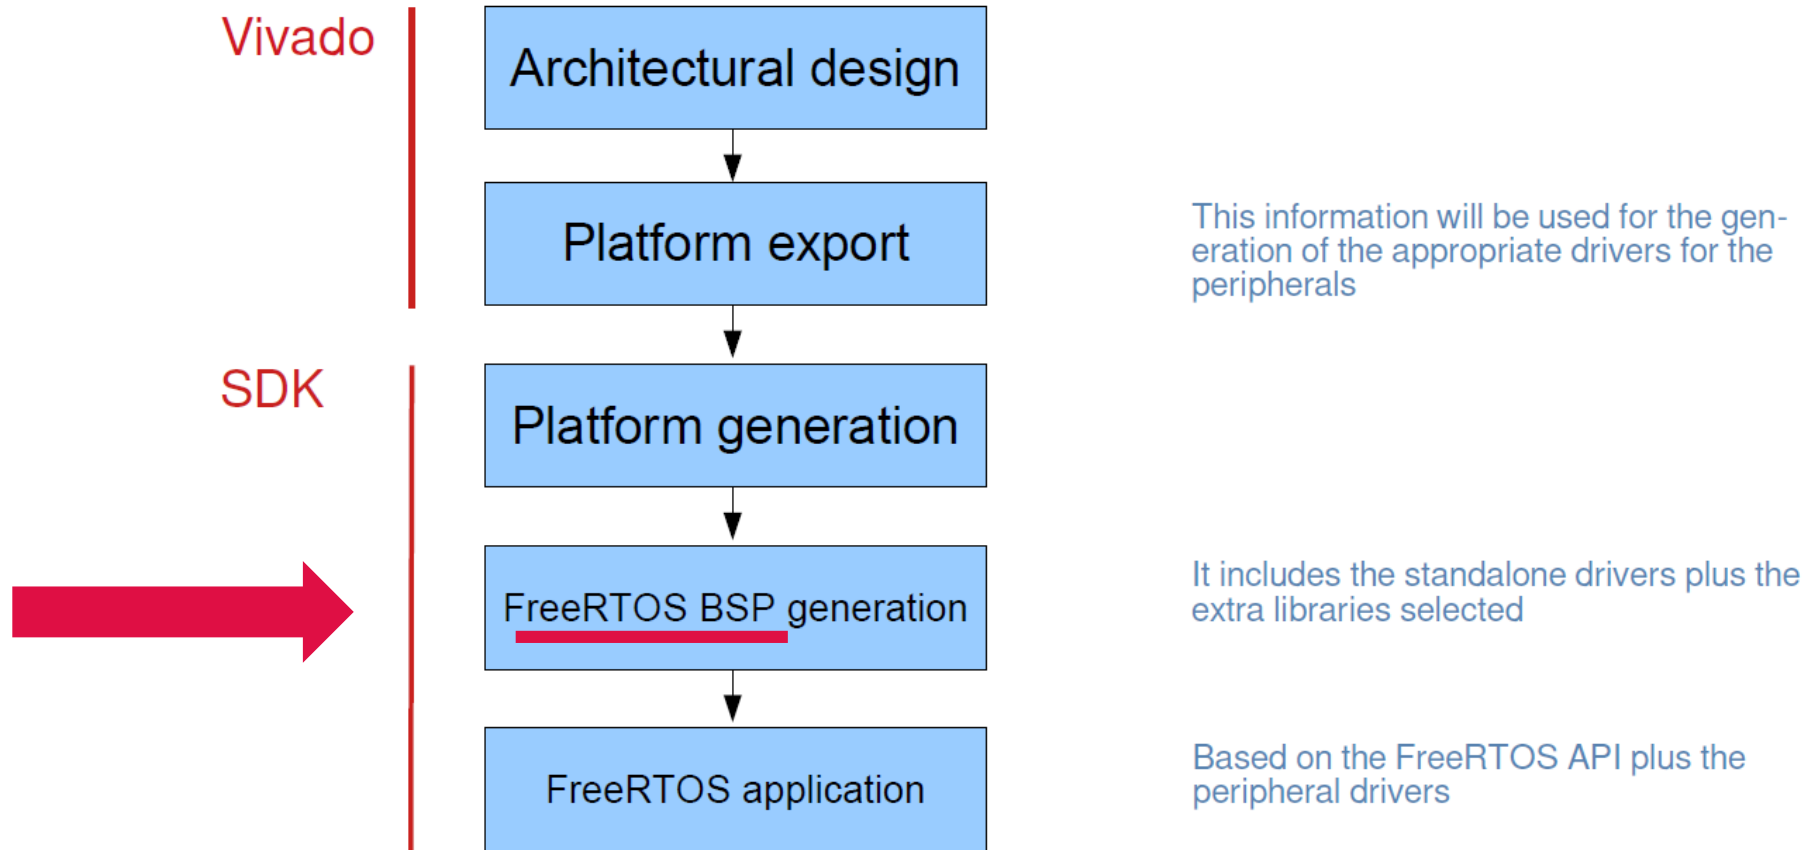 Vivado
Architectural design
Platform export
This information will be used for the gen-
eration of the appropriate drivers for the
peripherals
SDK
Platform generation
FreeRTOS BSP generation
It includes the standalone drivers plus the
extra libraries selected
FreeRTOS application
Based on the FreeRTOS API plus the
peripheral drivers